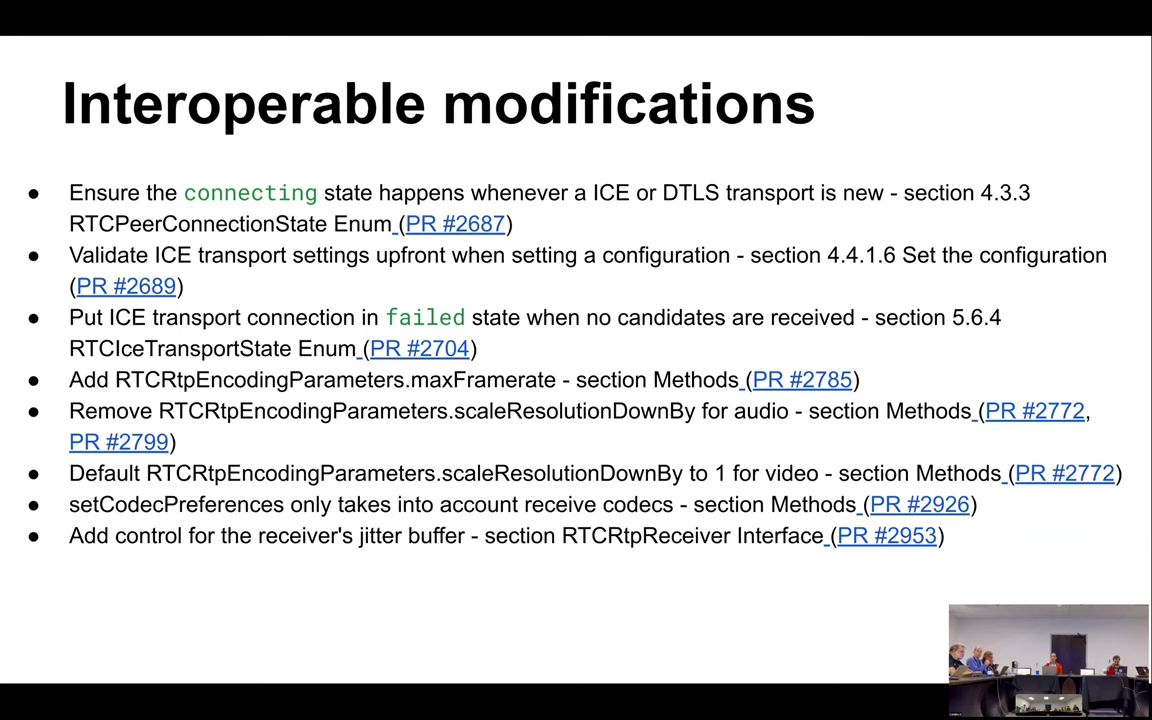 Interoperable modifications
● Ensure the connecting state happens whenever a ICE or DTLS transport is new - section 4.3.3
RTCPeerConnectionState Enum (PR #2687)
● Validate ICE transport settings upfront when setting a configuration - section 4.4.1.6 Set the configuration
(PR #2689)
● Put ICE transport connection in failed state when no candidates are received - section 5.6.4
RTCIceTransportState Enum (PR #2704)
● Add RTCRtpEncodingParameters.maxFramerate - section Methods (PR #2785)
● Remove RTCRtpEncodingParameters.scaleResolutionDownBy for audio - section Methods (PR #2772,
PR #2799)
● Default RTCRtpEncodingParameters.scaleResolutionDownBy to 1 for video - section Methods (PR #2772)
● setCodecPreferences only takes into account receive codecs - section Methods (PR #2926)
● Add control for the receiver's jitter buffer - section RTCRtpReceiver Interface (PR #2953)